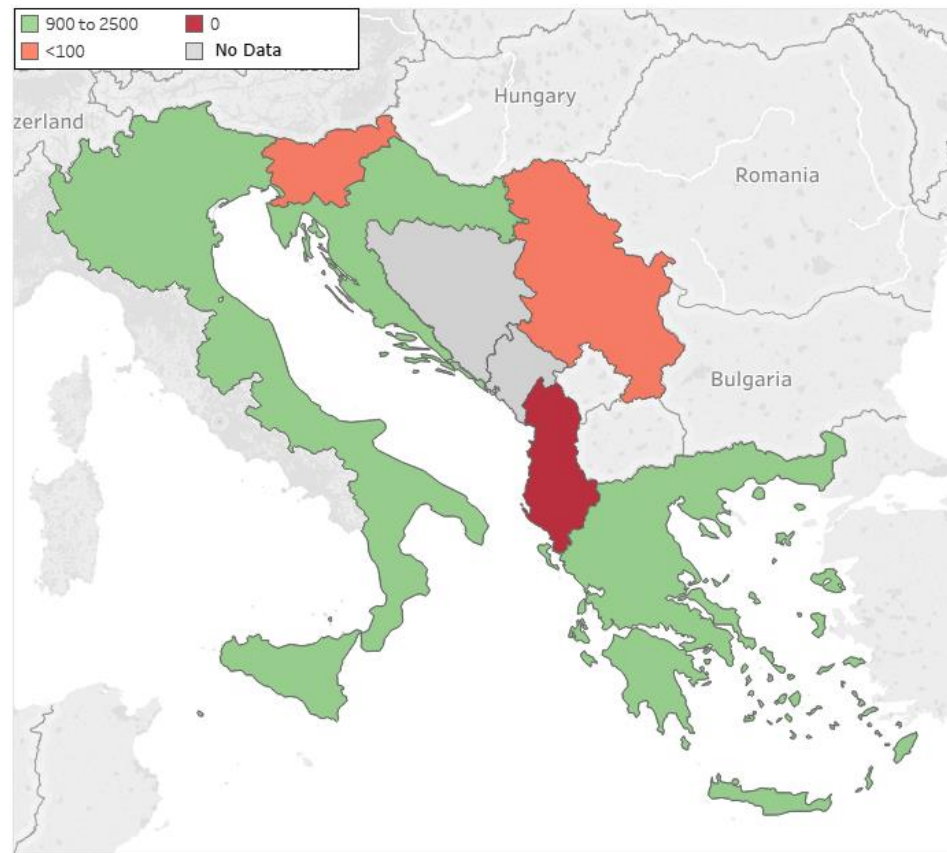 900 to 2500
0
<100
No Data
Hungary
zerland
Romania
Bulgaria